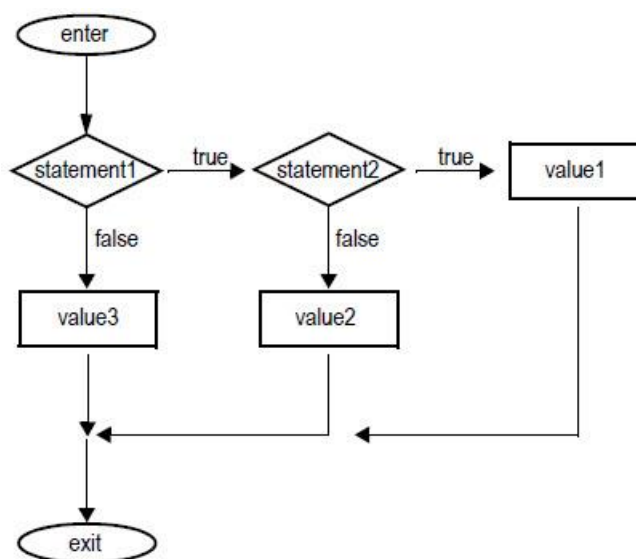 enter
statement1
true
statement2
true
value1
false
false
value3
value2
exit